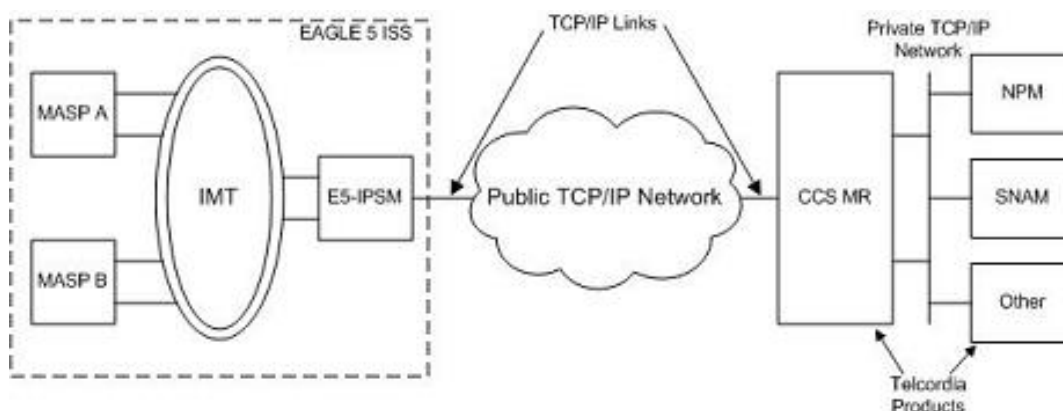 EAGLE 5 ISS
TCP/IP Links
Private TCP/IP
Network
MASP A
MASP B
IMT
E5-IPSM
Public TCP/IP Network
CCS MR
NPM
SNAM
Other
Telcordia
Products